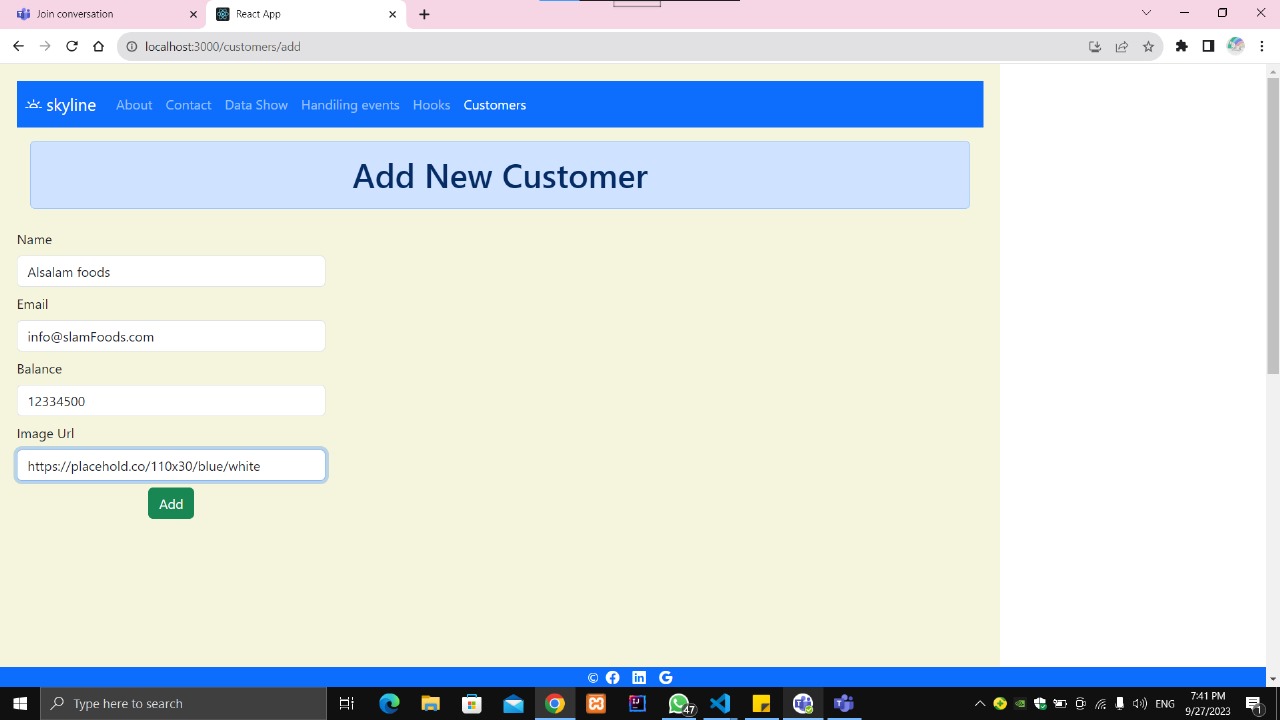 Join conversation
React App
localhost:3000/customers/add
skyline About Contact Data Show Handiling events Hooks Customers
Add New Customer
Name
Alsalam foods
Email
info@slamFoods.com
Balance
12334500
Image Url
https://placehold.co/110x30/blue/white
Add
©
Type here to search
47
ENG
7:41 PM
9/27/2023
1